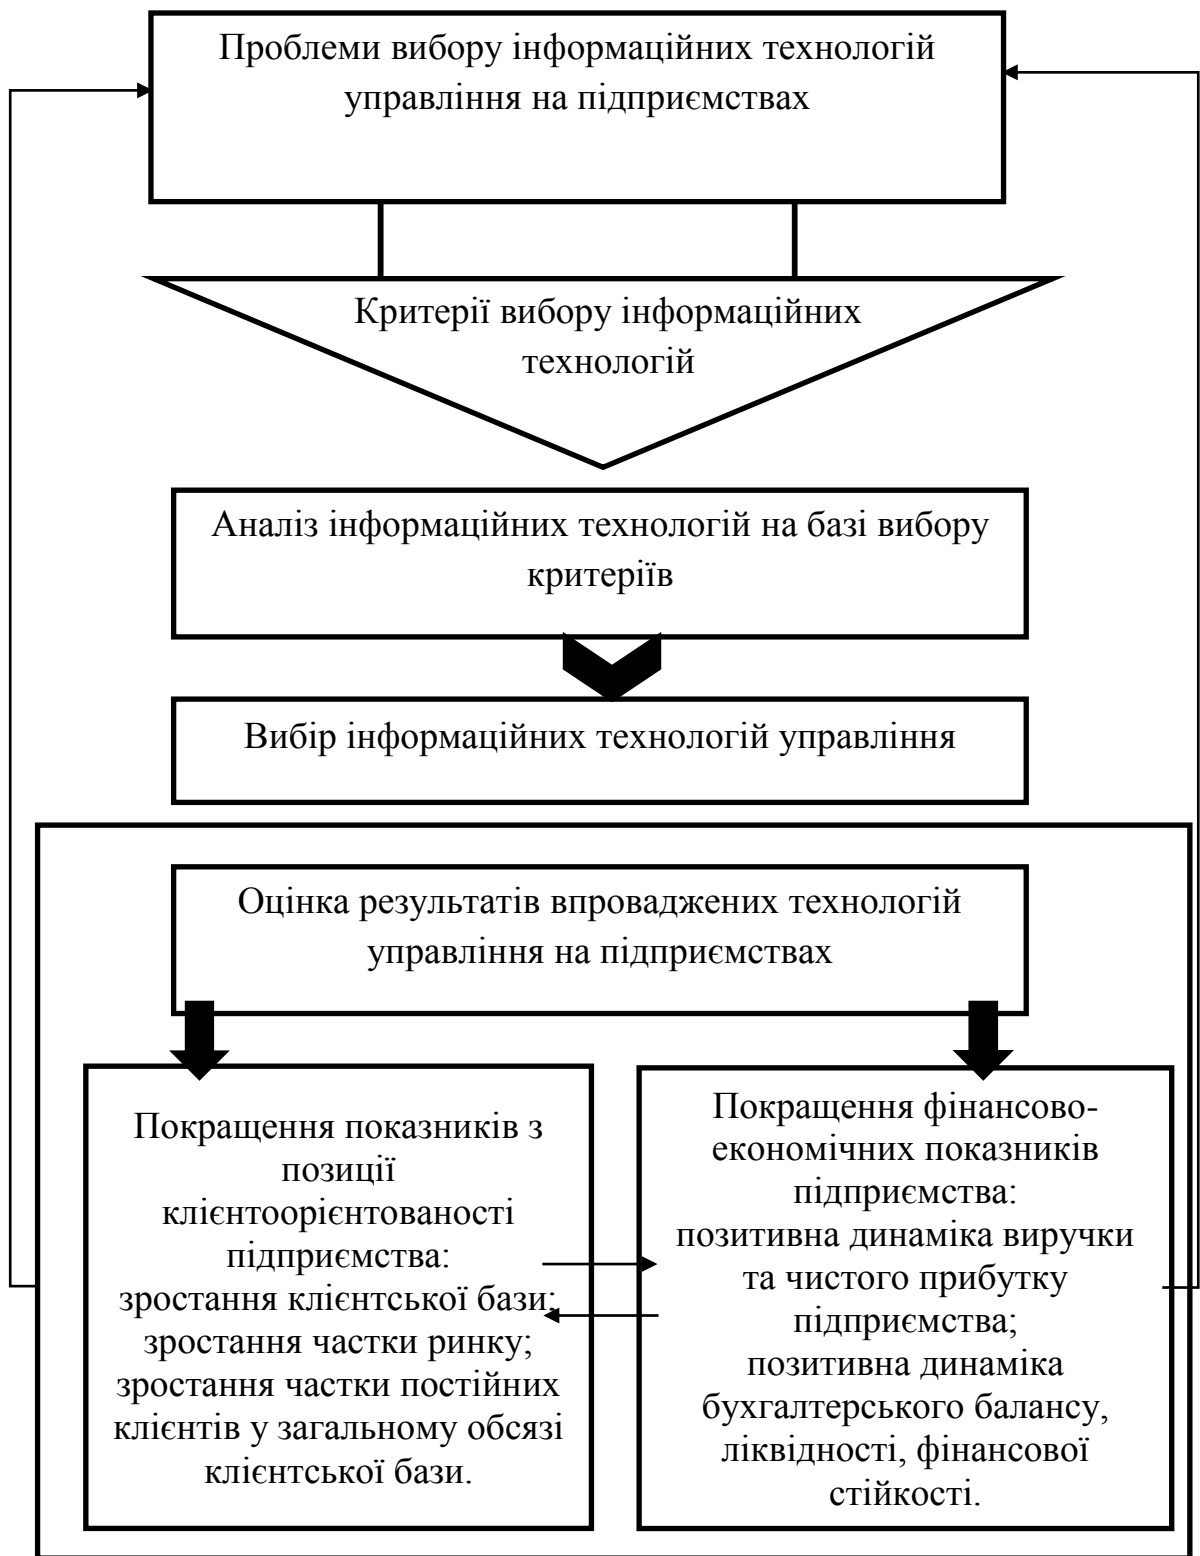 Проблеми вибору інформаційних технологій
управління на підприємствах
Критерії вибору інформаційних
технологій
Аналіз інформаційних технологій на базі вибору
критеріїв
Вибір інформаційних технологій управління
Оцінка результатів впроваджених технологій
управління на підприємствах
Покращення показників з
позиції
клієнтоорієнтованості
підприємства:
зростання клієнтської бази;
зростання частки ринку;
зростання частки постійних
клієнтів у загальному обсязі
клієнтської бази.
Покращення фінансово-
економічних показників
підприємства:
позитивна динаміка виручки
та чистого прибутку
підприємства;
позитивна динаміка
бухгалтерського балансу,
ліквідності, фінансової
стійкості.